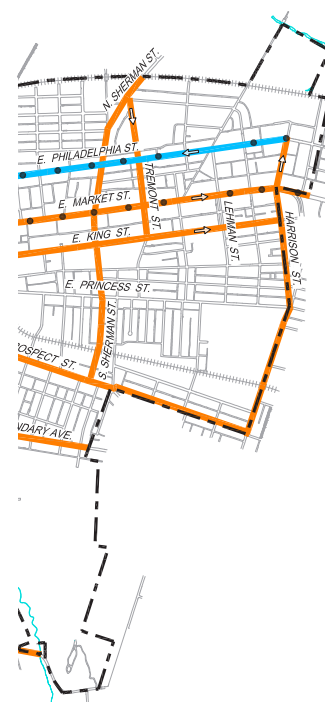 N. SHERMAN ST.
E. PHILADELPHIA ST.
TREMONT ST.
E. MARKET ST.
LEHMAN ST.
E. KING ST.
HARRISON ST.
E. PRINCESS ST.
S. SHERMAN ST.
ROSPECT ST.
NDARY AVE.